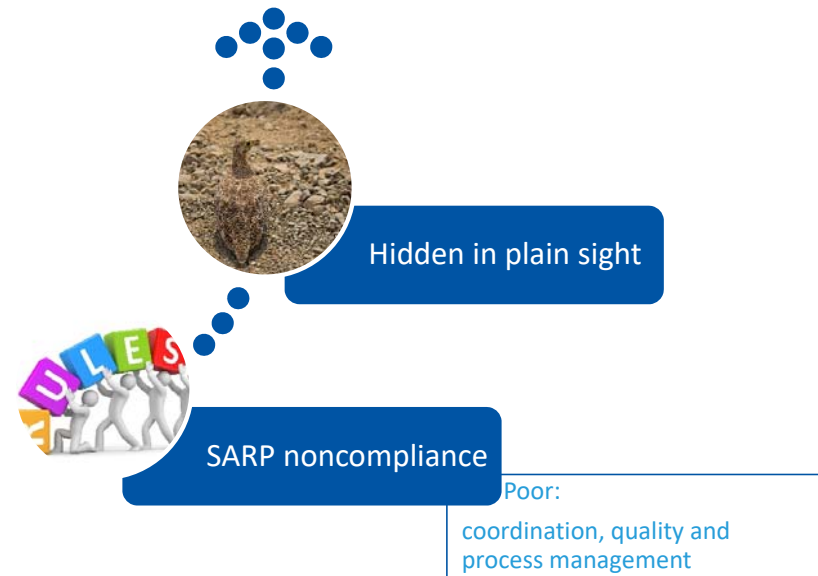 Hidden in plain sight
ULES
SARP noncompliance
Poor:
coordination, quality and
process management